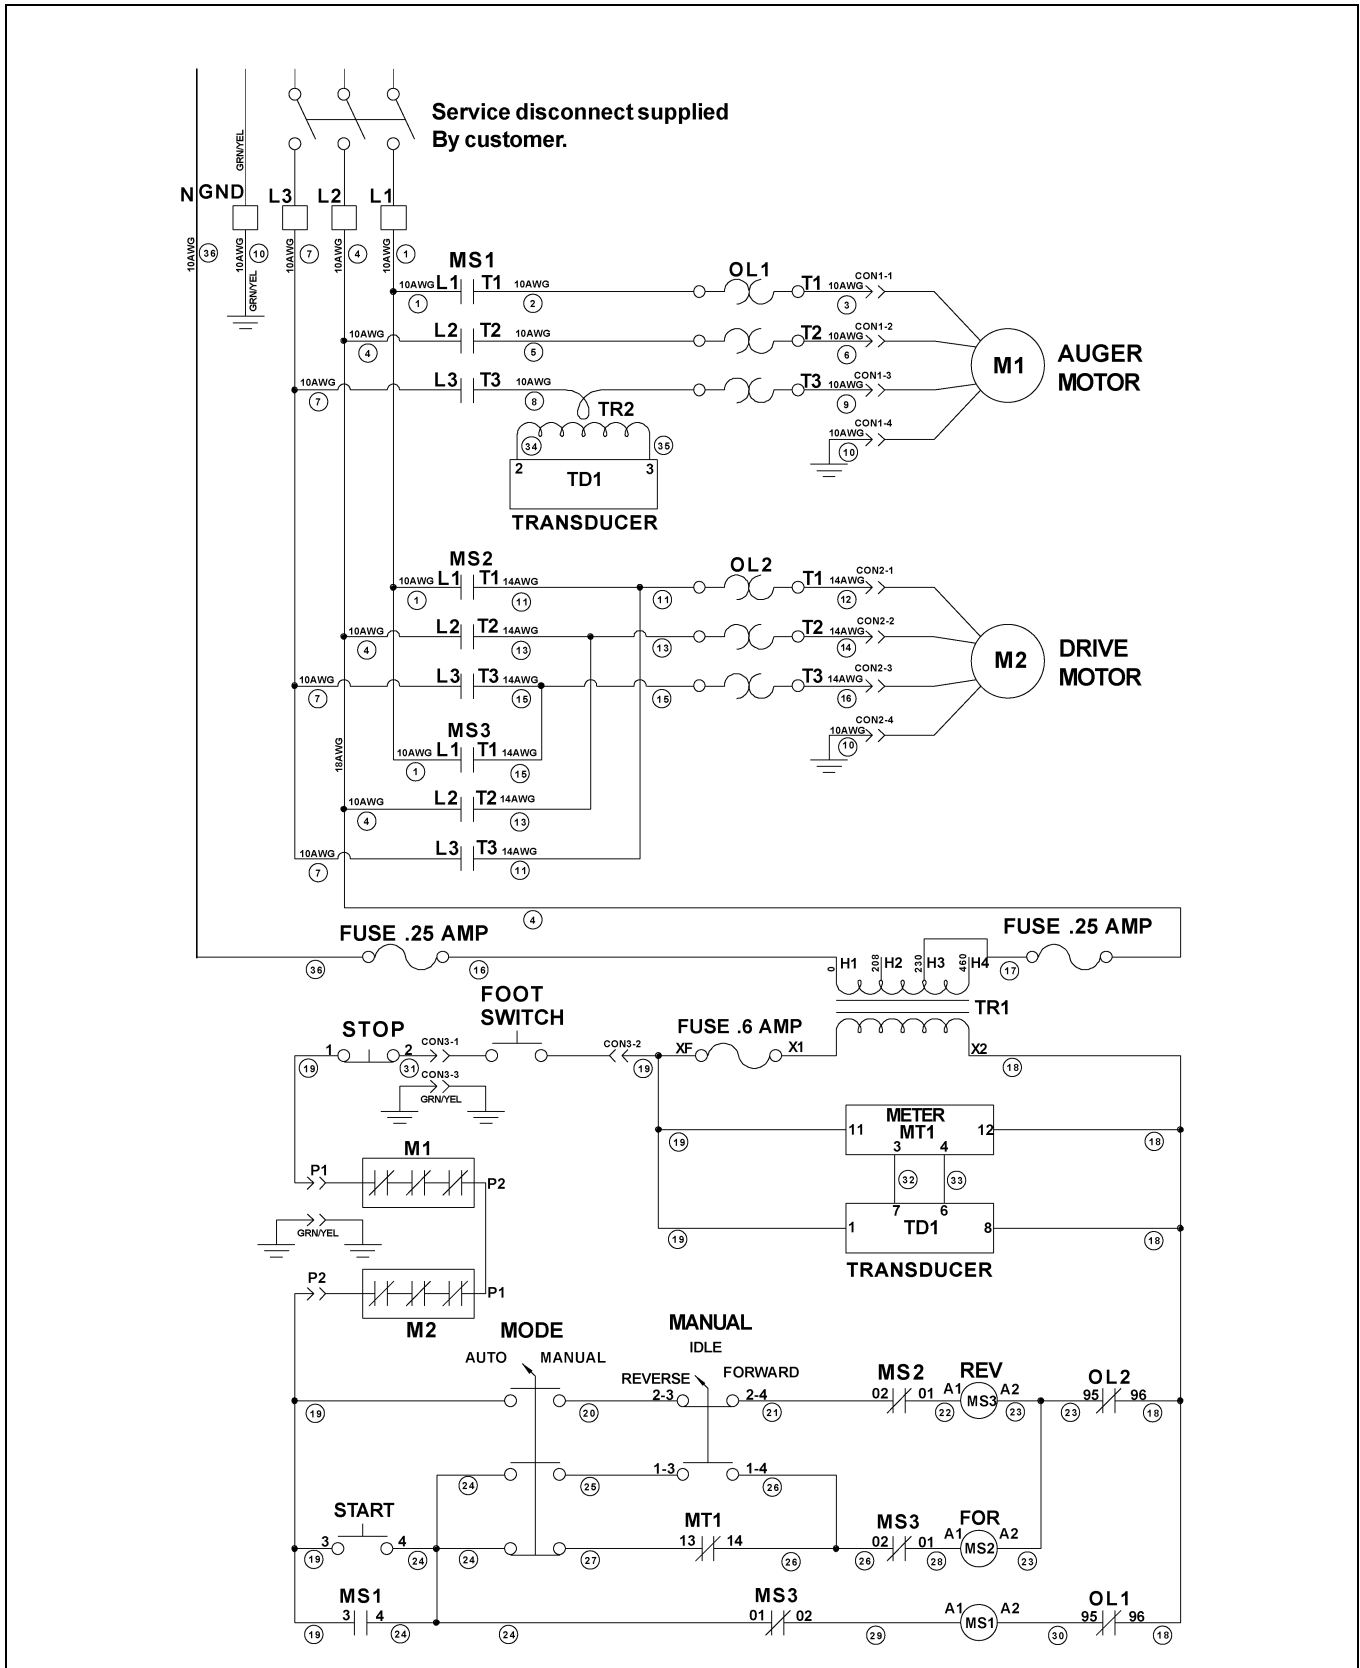 Service disconnect supplied
By customer.
GRN/YEL
N GND L3 L2 L1
10AWG 36 10AWG 10 10AWG 7 10AWG 4 10AWG 1
GRN/YEL
MS1 OL1
10AWG L1 T1 10AWG T1 10AWG CON1-1
1 2 3
10AWG L2 T2 10AWG T2 10AWG CON1-2
4 5 6
10AWG L3 T3 10AWG T3 10AWG CON1-3
7 8 9
M1 AUGER
MOTOR
TR2
34 35
10AWG CON1-4
10
2 3
TD1
TRANSDUCER
MS2 OL2
10AWG L1 T1 14AWG T1 14AWG CON2-1
1 11 11 12
10AWG L2 T2 14AWG T2 14AWG CON2-2
4 13 13 14
10AWG L3 T3 14AWG T3 14AWG CON2-3
7 15 15 16
M2 DRIVE
MOTOR
10AWG CON2-4
10
18AWG
MS3
10AWG L1 T1 14AWG
1 15
10AWG L2 T2 14AWG
4 13
10AWG L3 T3 14AWG
7 11
4
FUSE .25 AMP FUSE .25 AMP
36 16 0 H1 208 H2 230 H3 460 H4 17
TR1
FOOT
SWITCH
STOP
FUSE .6 AMP
1 2 CON3-1 CON3-2 XF X1 X2
19 31 19 18
CON3-3
GRN/YEL
METER
MT1
11 12
3 4
19 18
32 33
7 6
1 TD1 8
19 18
TRANSDUCER
M1
P1 P2
GRN/YEL
P2 P1
M2
MODE MANUAL
AUTO MANUAL IDLE
REVERSE FORWARD
2-3 2-4 MS2 REV OL2
02 01 A1 MS3 A2 95 96
19 20 21 22 23 23 18
1-3 1-4
24 25 26
START MT1 MS3 FOR
3 4 13 14 02 01 A1 MS2 A2
19 24 24 27 26 26 28 23
MS1 MS3 OL1
3 4 01 02 A1 MS1 A2 95 96
19 24 24 29 30 18